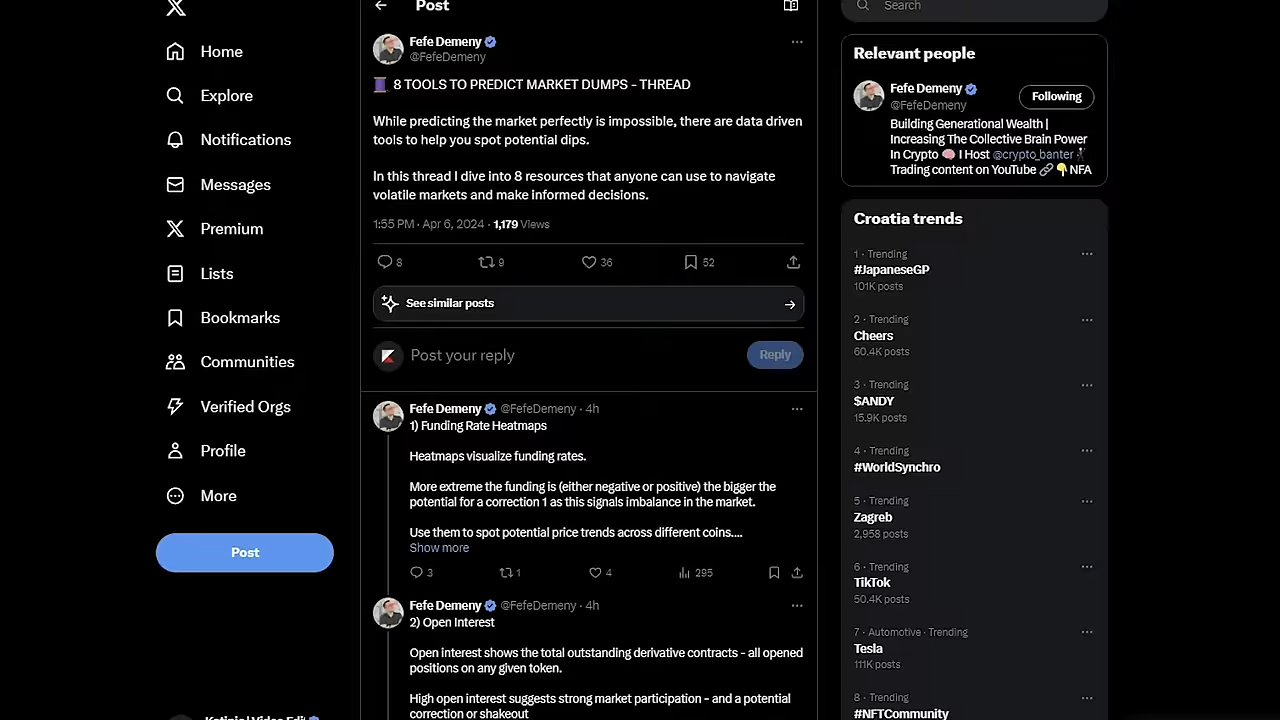 Home
Explore
Notifications
Messages
Premium
Lists
Bookmarks
Communities
Verified Orgs
Profile
More
Post
Post
Fefe Demeny
@FefeDemeny
8 TOOLS TO PREDICT MARKET DUMPS - THREAD
While predicting the market perfectly is impossible, there are data driven
tools to help you spot potential dips.
In this thread I dive into 8 resources that anyone can use to navigate
volatile markets and make informed decisions.
1:55 PM · Apr 6, 2024 · 1,179 Views
8 9 36 52
See similar posts
Post your reply
Reply
Fefe Demeny @FefeDemeny · 4h
1) Funding Rate Heatmaps
Heatmaps visualize funding rates.
More extreme the funding is (either negative or positive) the bigger the
potential for a correction 1 as this signals imbalance in the market.
Use them to spot potential price trends across different coins....
Show more
3 1 4 295
Fefe Demeny @FefeDemeny · 4h
2) Open Interest
Open interest shows the total outstanding derivative contracts - all opened
positions on any given token.
High open interest suggests strong market participation - and a potential
correction or shakeout
Search
Relevant people
Fefe Demeny
@FefeDemeny
Following
Building Generational Wealth |
Increasing The Collective Brain Power
In Crypto I Host @crypto_banter
Trading content on YouTube NFA
Croatia trends
1 · Trending
#JapaneseGP
101K posts
2 · Trending
Cheers
60.4K posts
3 · Trending
$ANDY
15.9K posts
4 · Trending
#WorldSynchro
5 · Trending
Zagreb
2,958 posts
6 · Trending
TikTok
50.4K posts
7 · Automotive · Trending
Tesla
111K posts
8 · Trending
#NFTCommunity